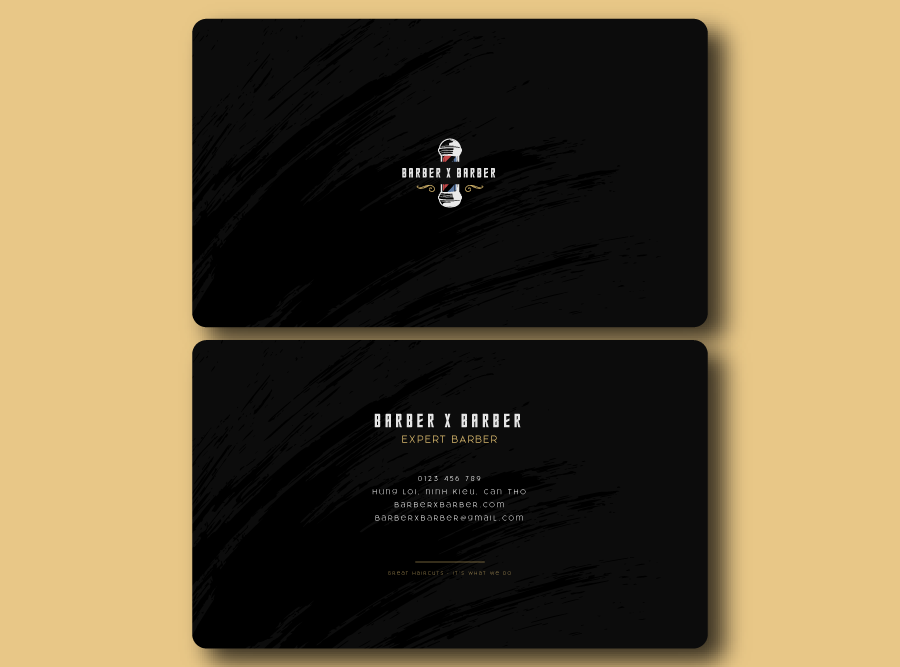 BARBER X BARBER
BARBER X BARBER
EXPERT BARBER
0123 456 789
Hung Loi, ninh Kieu, can THO
BarBerxBarBer.com
BarBerxBarBer@gmail.com
Great Haircuts - it's what we do